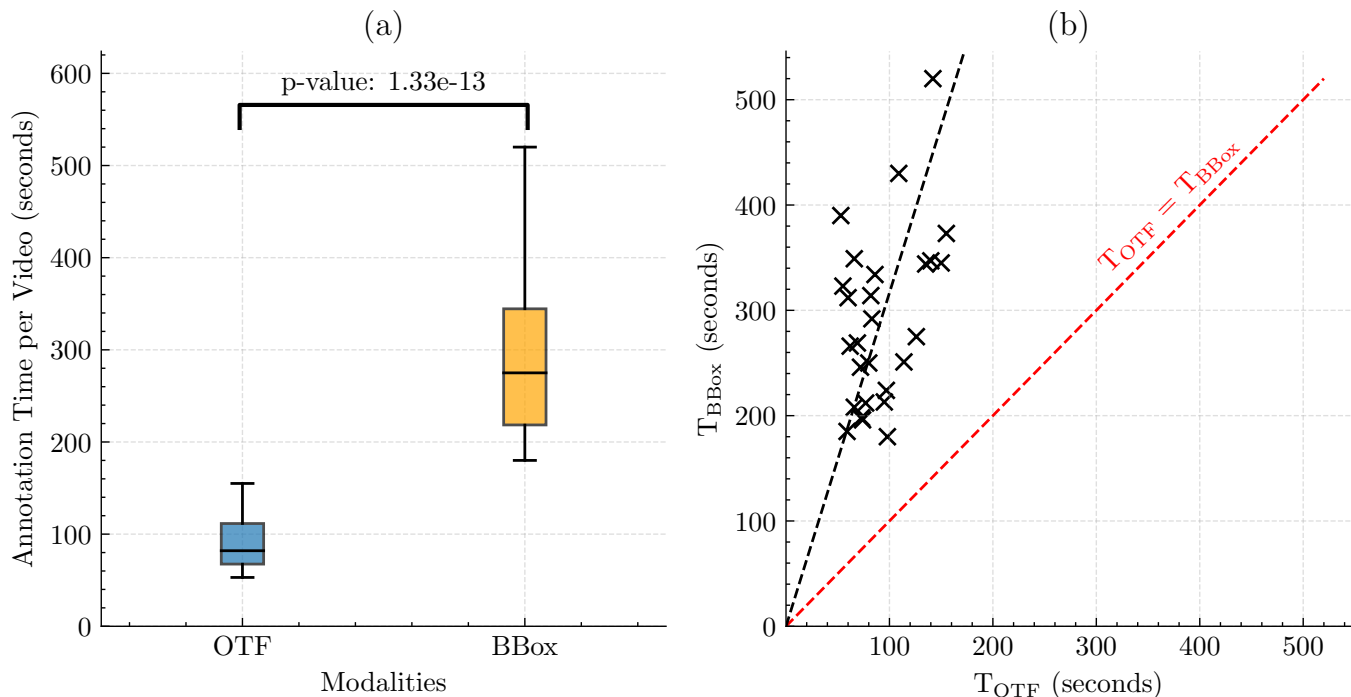 (a)
Annotation Time per Video (seconds)
600
500
400
300
200
100
0
p-value: 1.33e-13
OTF
BBox
Modalities
(b)
T_BBox (seconds)
500
400
300
200
100
0
T_OTF = T_BBox
100
200
300
400
500
T_OTF (seconds)